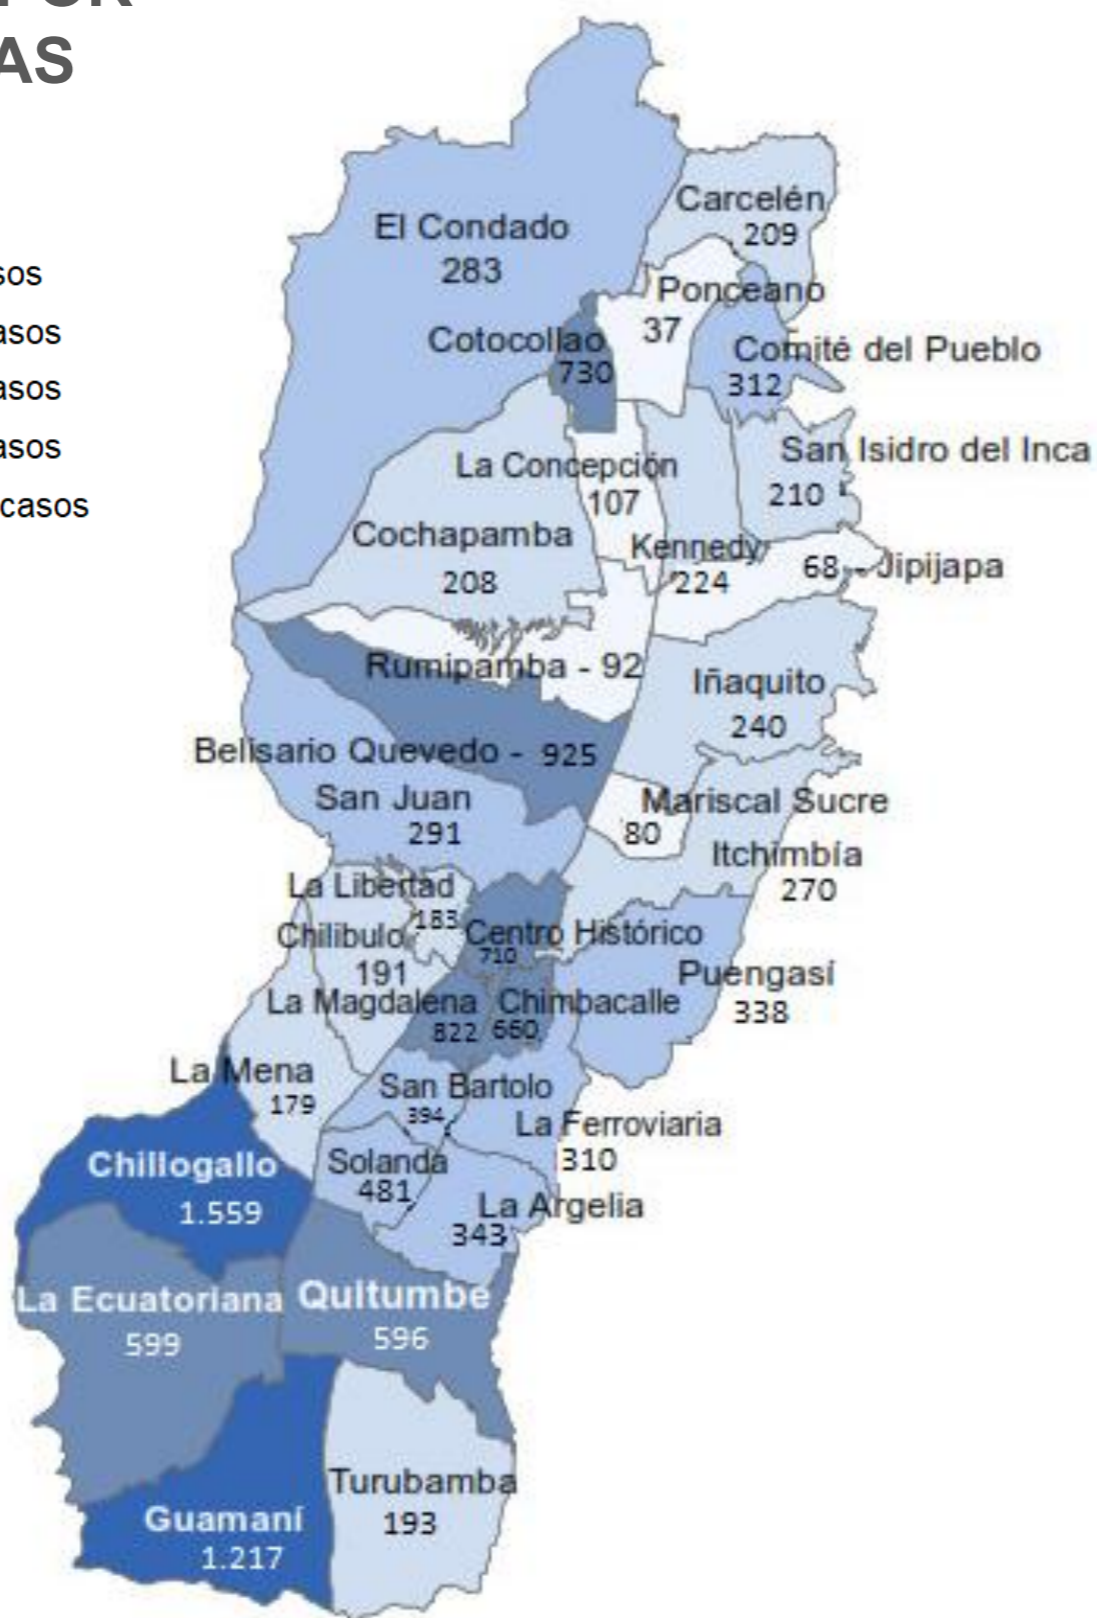 AS
sos
asos
asos
asos
casos
El Condado
283
Carcelén
209
Ponceano
37
Cotocollao
730
Comité del Pueblo
312
La Concepción
107
San Isidro del Inca
210
Cochapamba
208
Kennedy
224
68 - Jipijapa
Rumipamba - 92
Iñaquito
240
Belisario Quevedo - 925
San Juan
291
Mariscal Sucre
80
Itchimbía
270
La Libertad
183
Chilibulo
191
Centro Histórico
710
Puengasí
338
La Magdalena
822
Chimbacalle
660
La Mena
179
San Bartolo
394
La Ferroviaria
310
Chillogallo
1.559
Solanda
481
La Argelia
343
La Ecuatoriana
599
Quitumbe
596
Turubamba
193
Guamaní
1.217